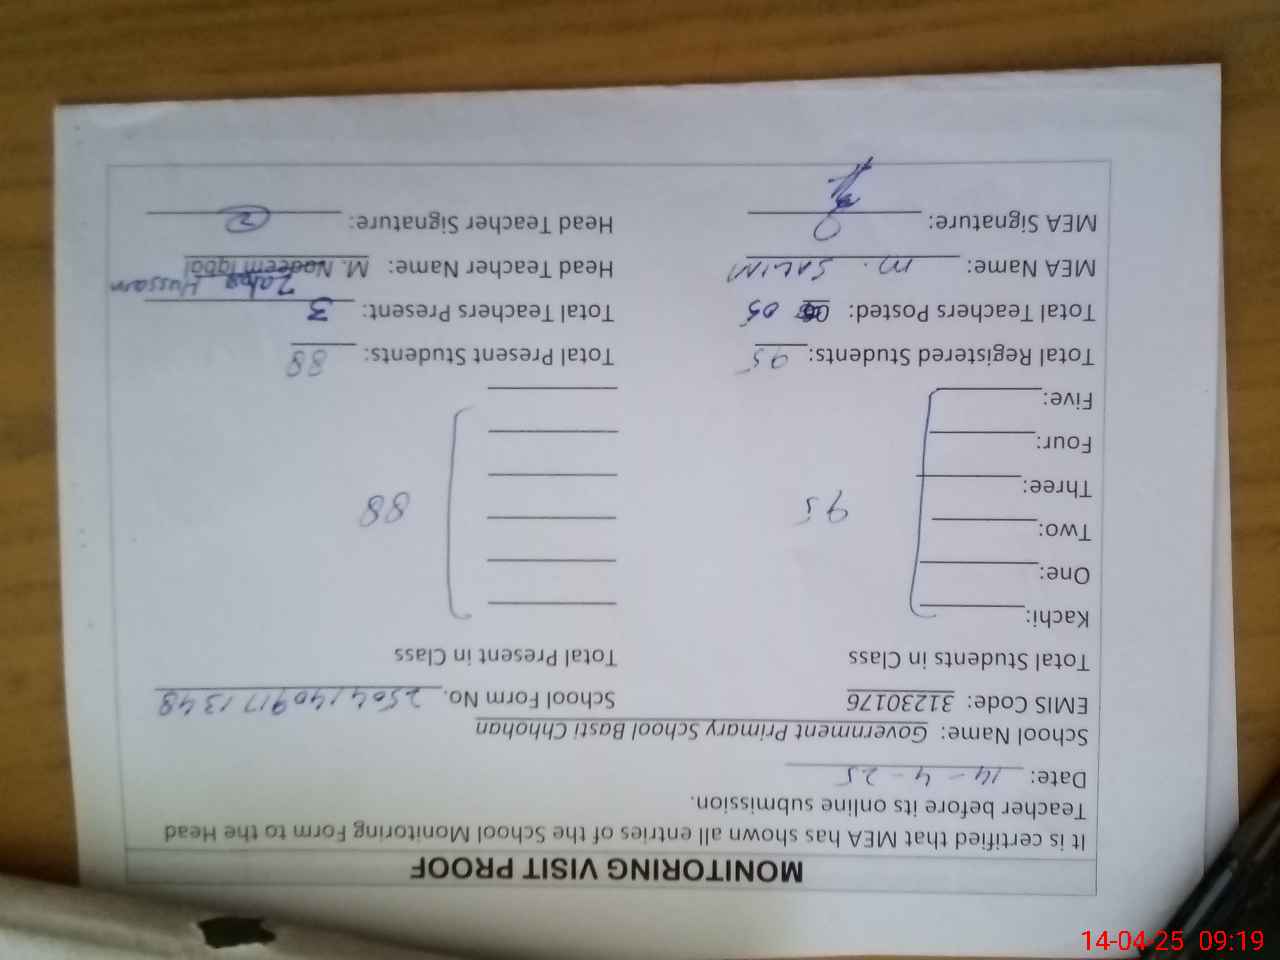 MONITORING VISIT PROOF
It is certified that MEA has shown all entries of the School Monitoring Form to the Head
Teacher before its online submission.
Date: 14-4-25
School Name: Government Primary School Basti Chhohan
EMIS Code: 31230176 School Form No. 2504140917 1348
Total Students in Class Total Present in Class
Kachi:
One:
Two:
Three:
Four:
Five:
95 88
Total Registered Students: 95 Total Present Students: 88
Total Teachers Posted: 05 Total Teachers Present: 3
MEA Name: M. SALIM Head Teacher Name: M. Nadeem Iqbal
Hussain
MEA Signature: Head Teacher Signature:
14-04-25 09:19